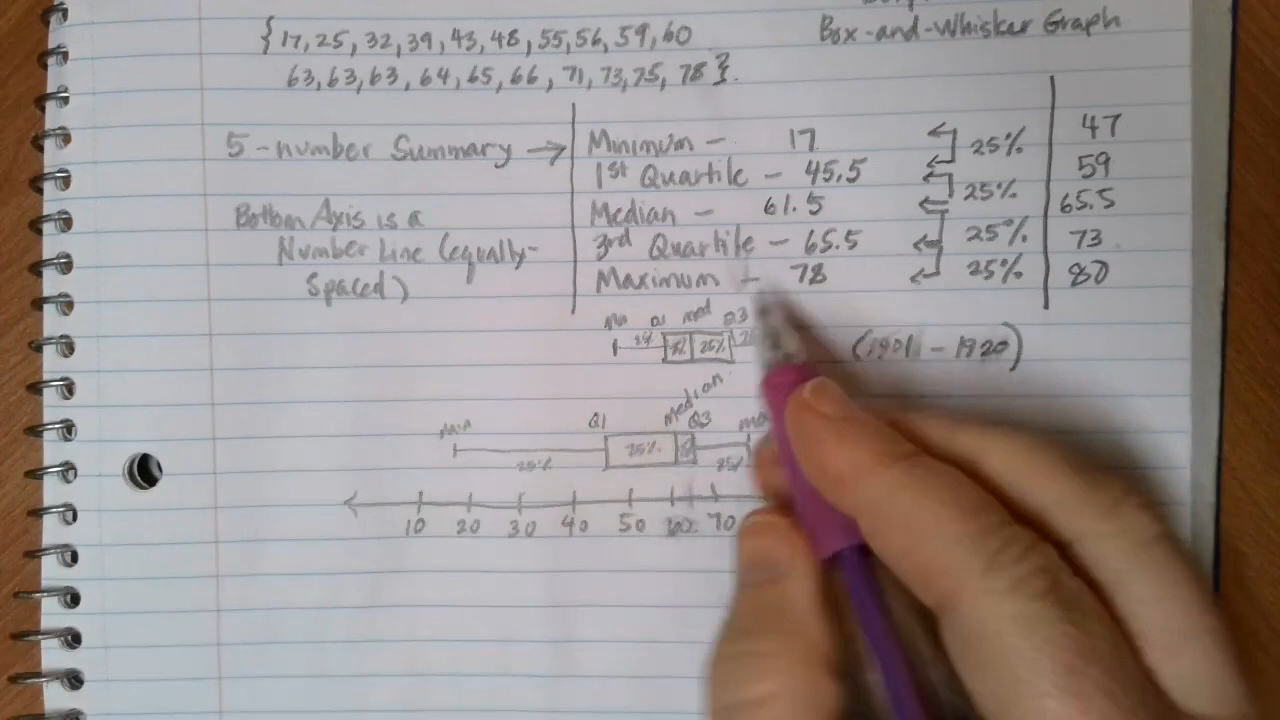 Box-and-Whisker Graph
{17, 25, 32, 39, 43, 48, 55, 56, 59, 60
63, 63, 63, 64, 65, 66, 71, 73, 75, 78}.
5-number Summary →
Minimum - 17
1st Quartile - 45.5
Median - 61.5
3rd Quartile - 65.5
Maximum - 78
25%
25%
25%
25%
47
59
65.5
73
80
Bottom Axis is a
Number Line (equally-
Spaced)
Q1 med Q3
25%
(1901 - 1920)
Min Q1 Median Q3
25% 25% 25%
10 20 30 40 50 70